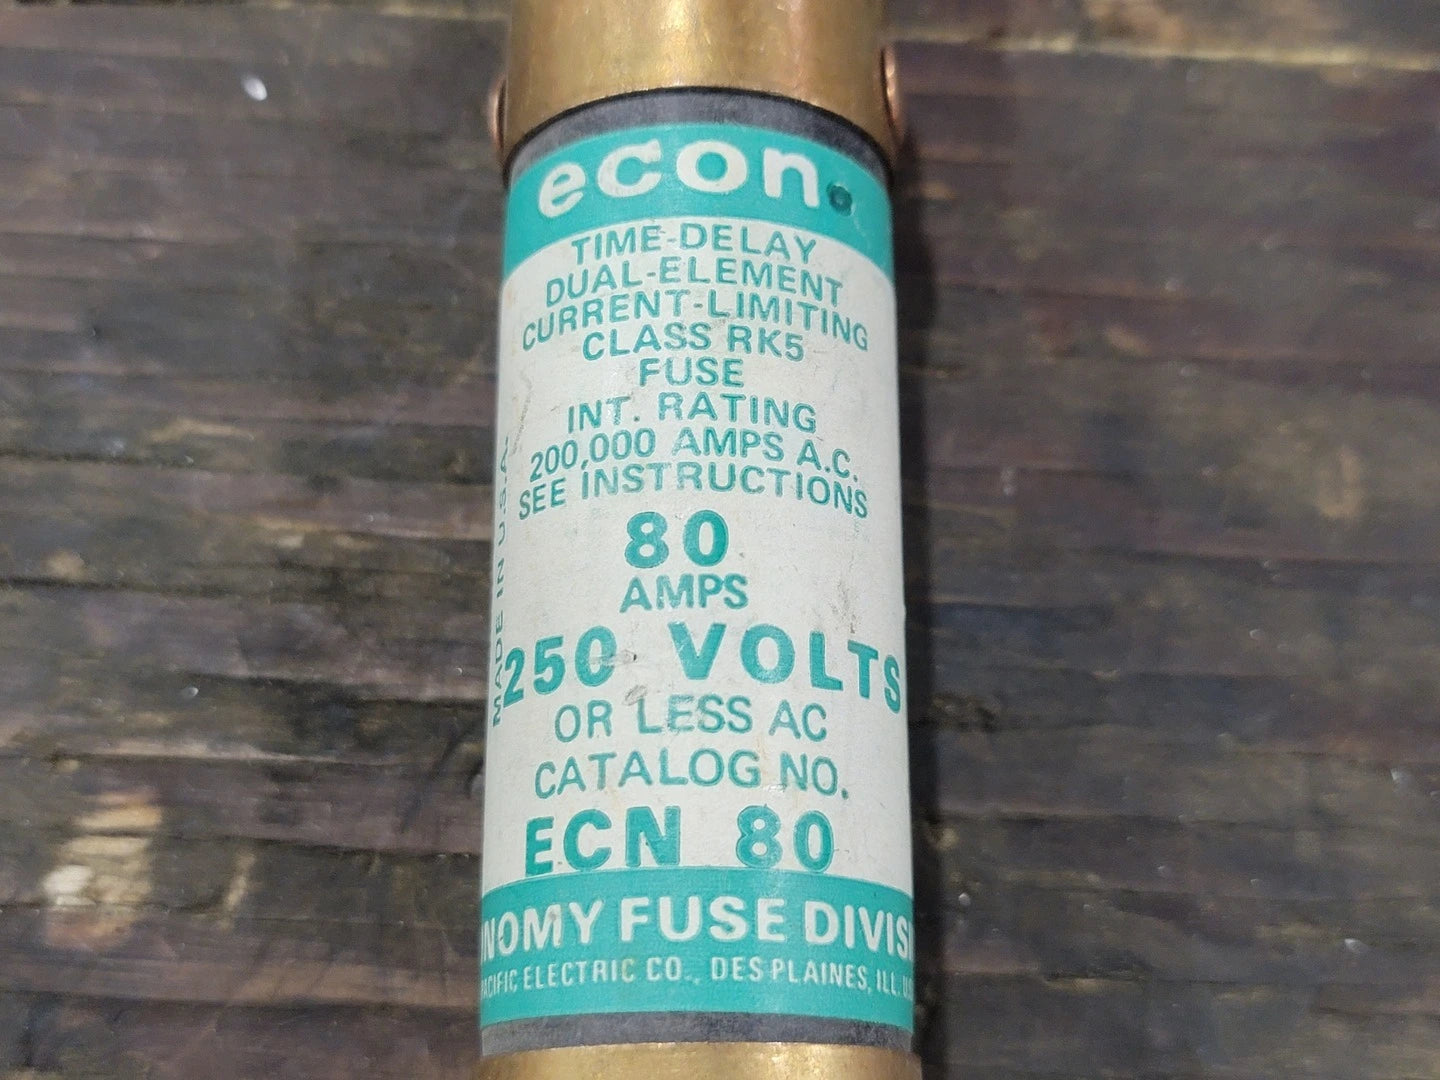 econ.
TIME-DELAY
DUAL-ELEMENT
CURRENT-LIMITING
CLASS RK5
FUSE
INT. RATING
200,000 AMPS A.C.
SEE INSTRUCTIONS
80
AMPS
250 VOLTS
OR LESS AC
CATALOG NO.
ECN 80
NOMY FUSE DIVIS
ACIFIC ELECTRIC CO., DES PLAINES, ILL.
MADE IN U.S.A.